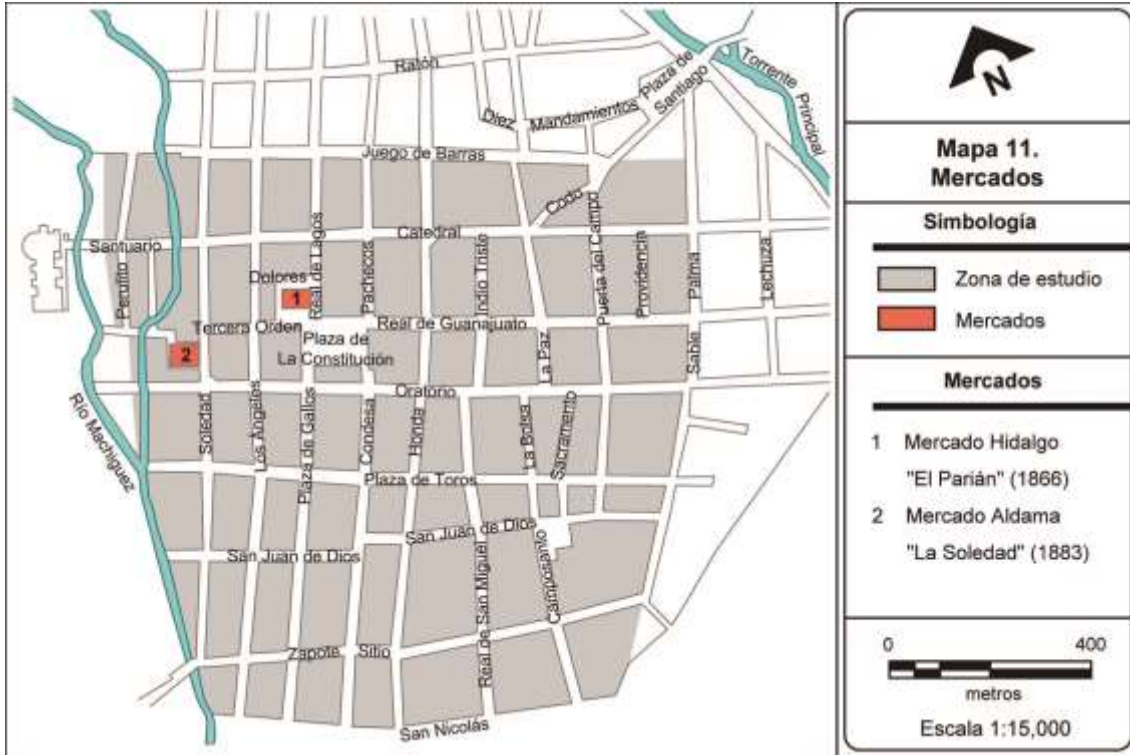 Ratón
Torrente Principal
Plaza de Santiago
Diez Mandamientos
Juego de Barras
Codo
Catedral
Santuario
Perulito
Dolores
Real de Lagos
Pachecos
Indio Triste
Puerta del Campo
Providencia
Palma
Lechuza
1
Tercera Orden
Real de Guanajuato
Plaza de
La Constitución
2
La Paz
Sable
Oratorio
Río Machiguez
Soledad
Los Angeles
Plaza de Gallos
Condesa
Honda
La Bolsa
Sacramento
Plaza de Toros
San Juan de Dios
San Juan de Dios
Real de San Miguel
Camposanto
Zapote
Sitio
San Nicolás
N
Mapa 11.
Mercados
Simbología
Zona de estudio
Mercados
Mercados
1 Mercado Hidalgo
"El Parián" (1866)
2 Mercado Aldama
"La Soledad" (1883)
0 400
metros
Escala 1:15,000